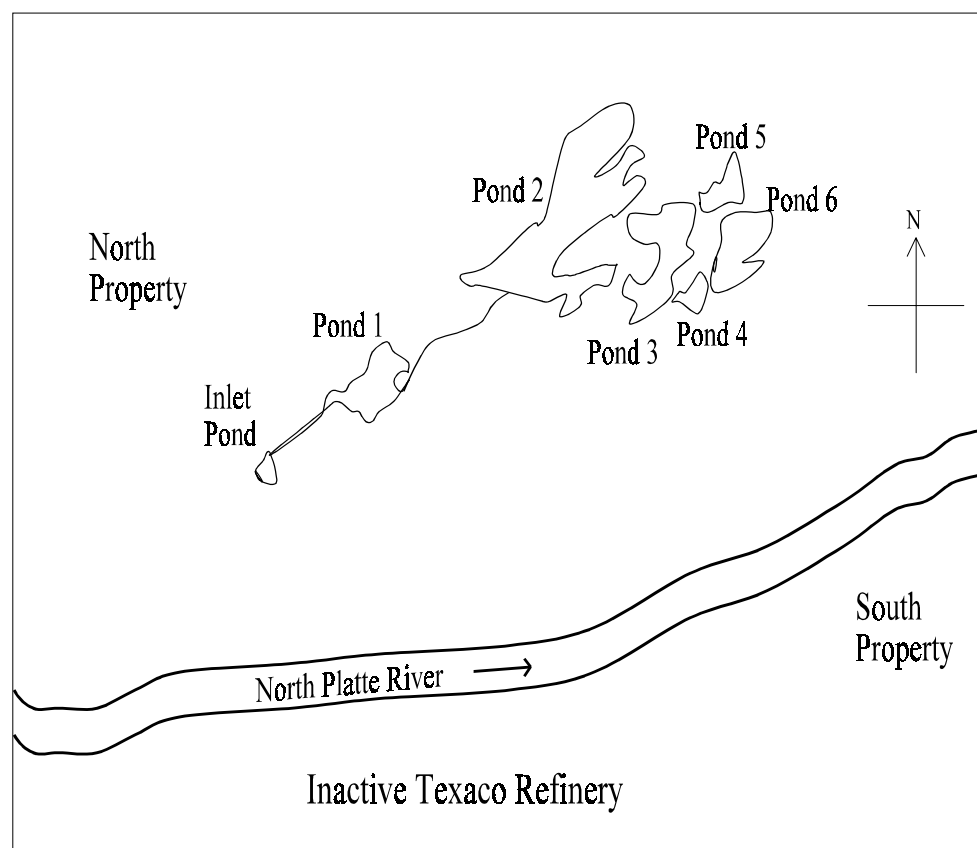 Pond 5
Pond 2
Pond 6
N
North
Property
Pond 1
Pond 3
Pond 4
Inlet
Pond
South
Property
North Platte River
Inactive Texaco Refinery